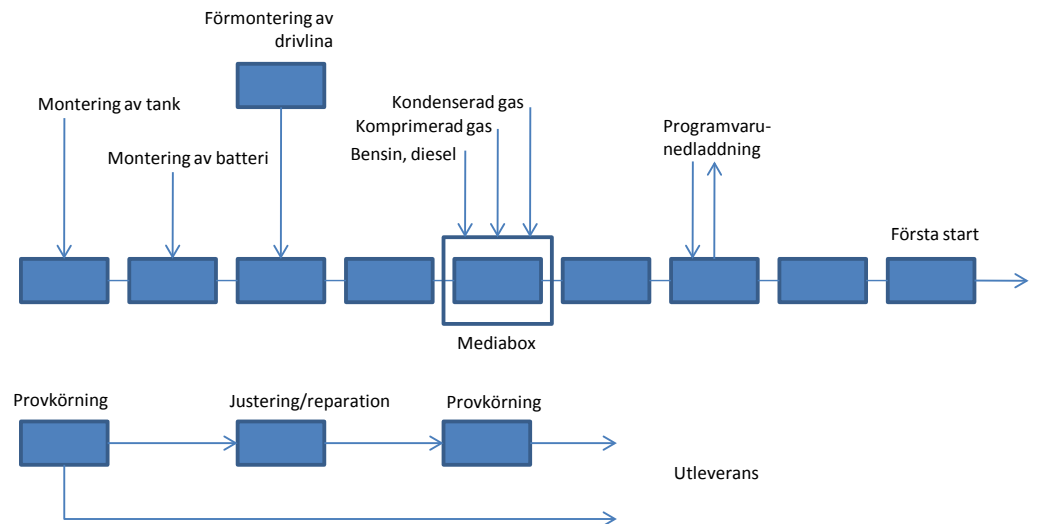 Förmontering av
drivlina
Montering av tank
Montering av batteri
Kondenserad gas
Komprimerad gas
Bensin, diesel
Programvaru-
nedladdning
Första start
Mediabox
Provkörning
Justering/reparation
Provkörning
Utleverans